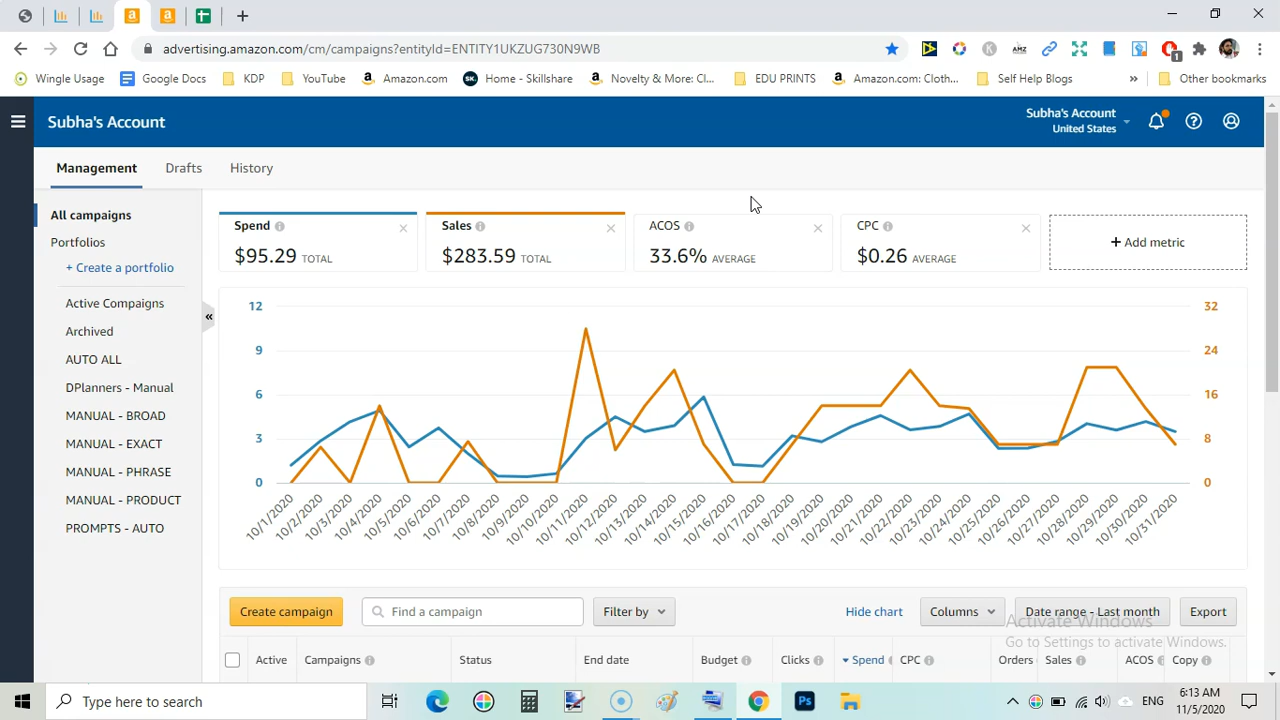 advertising.amazon.com/cm/campaigns?entityId=ENTITY1UKZUG730N9WB
1
Wingle Usage
Google Docs
KDP
YouTube
Amazon.com
Home - Skillshare
Novelty & More: Cl...
EDU PRINTS
Amazon.com: Cloth...
Self Help Blogs
»
Other bookmarks
Subha's Account
Subha's Account
United States
Management
Drafts
History
All campaigns
Portfolios
+ Create a portfolio
Active Compaigns
Archived
AUTO ALL
DPlanners - Manual
MANUAL - BROAD
MANUAL - EXACT
MANUAL - PHRASE
MANUAL - PRODUCT
PROMPTS - AUTO
«
Spend
$95.29 TOTAL
Sales
$283.59 TOTAL
ACOS
33.6% AVERAGE
CPC
$0.26 AVERAGE
+ Add metric
12
9
6
3
0
32
24
16
8
0
10/1/2020
10/2/2020
10/3/2020
10/4/2020
10/5/2020
10/6/2020
10/7/2020
10/8/2020
10/9/2020
10/10/2020
10/11/2020
10/12/2020
10/13/2020
10/14/2020
10/15/2020
10/16/2020
10/17/2020
10/18/2020
10/19/2020
10/20/2020
10/21/2020
10/22/2020
10/23/2020
10/24/2020
10/25/2020
10/26/2020
10/27/2020
10/28/2020
10/29/2020
10/30/2020
10/31/2020
Create campaign
Find a campaign
Filter by
Hide chart
Columns
Date range - Last month
Export
Activate Windows
Go to Settings to activate Windows.
Active
Campaigns
Status
End date
Budget
Clicks
Spend
CPC
Orders
Sales
ACOS
Copy
Type here to search
Ps
ENG
6:13 AM
11/5/2020